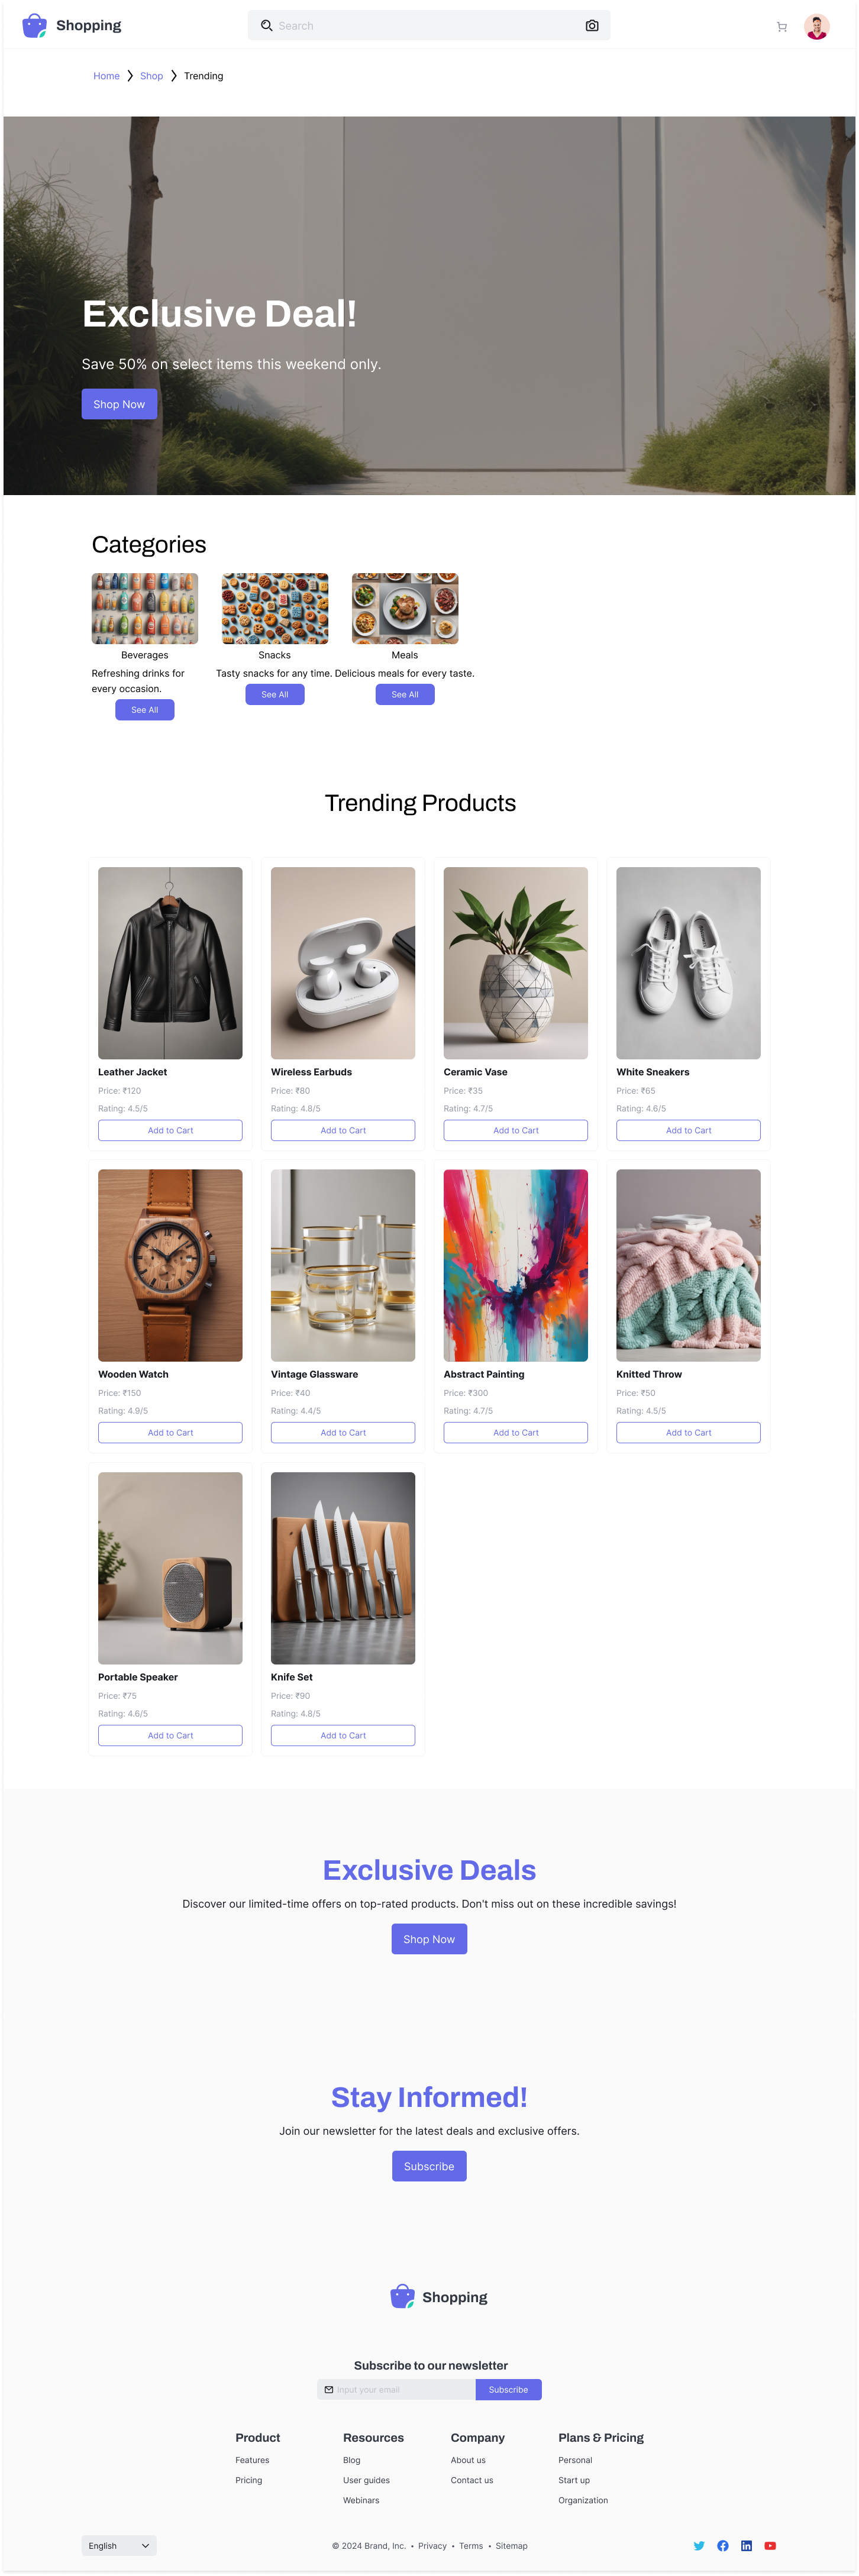 Shopping
Search
Home
Shop
Trending
Exclusive Deal!
Save 50% on select items this weekend only.
Shop Now
Categories
Beverages
Refreshing drinks for
every occasion.
See All
Snacks
Tasty snacks for any time.
See All
Meals
Delicious meals for every taste.
See All
Trending Products
Leather Jacket
Price: ₹120
Rating: 4.5/5
Add to Cart
Wireless Earbuds
Price: ₹80
Rating: 4.8/5
Add to Cart
Ceramic Vase
Price: ₹35
Rating: 4.7/5
Add to Cart
White Sneakers
Price: ₹65
Rating: 4.6/5
Add to Cart
Wooden Watch
Price: ₹150
Rating: 4.9/5
Add to Cart
Vintage Glassware
Price: ₹40
Rating: 4.4/5
Add to Cart
Abstract Painting
Price: ₹300
Rating: 4.7/5
Add to Cart
Knitted Throw
Price: ₹50
Rating: 4.5/5
Add to Cart
Portable Speaker
Price: ₹75
Rating: 4.6/5
Add to Cart
Knife Set
Price: ₹90
Rating: 4.8/5
Add to Cart
Exclusive Deals
Discover our limited-time offers on top-rated products. Don't miss out on these incredible savings!
Shop Now
Stay Informed!
Join our newsletter for the latest deals and exclusive offers.
Subscribe
Shopping
Subscribe to our newsletter
Input your email
Subscribe
Product
Features
Pricing
Resources
Blog
User guides
Webinars
Company
About us
Contact us
Plans & Pricing
Personal
Start up
Organization
English
© 2024 Brand, Inc. • Privacy • Terms • Sitemap